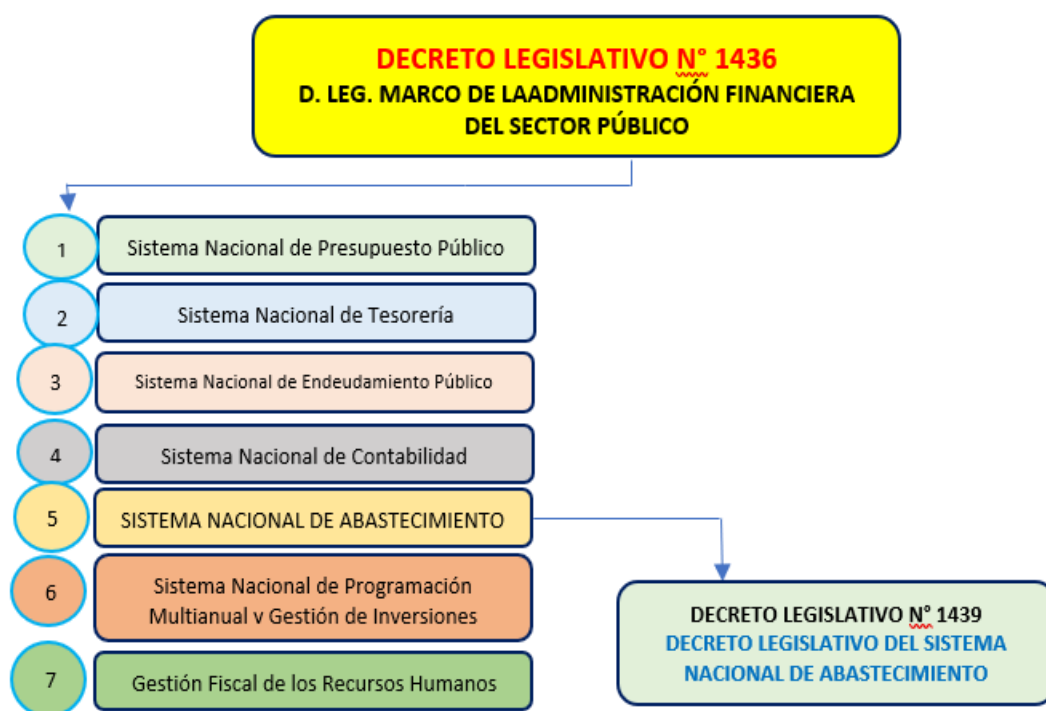 DECRETO LEGISLATIVO N° 1436
D. LEG. MARCO DE LAADMINISTRACIÓN FINANCIERA
DEL SECTOR PÚBLICO
1
Sistema Nacional de Presupuesto Público
2
Sistema Nacional de Tesorería
3
Sistema Nacional de Endeudamiento Público
4
Sistema Nacional de Contabilidad
5
SISTEMA NACIONAL DE ABASTECIMIENTO
6
Sistema Nacional de Programación
Multianual v Gestión de Inversiones
7
Gestión Fiscal de los Recursos Humanos
DECRETO LEGISLATIVO N° 1439
DECRETO LEGISLATIVO DEL SISTEMA
NACIONAL DE ABASTECIMIENTO